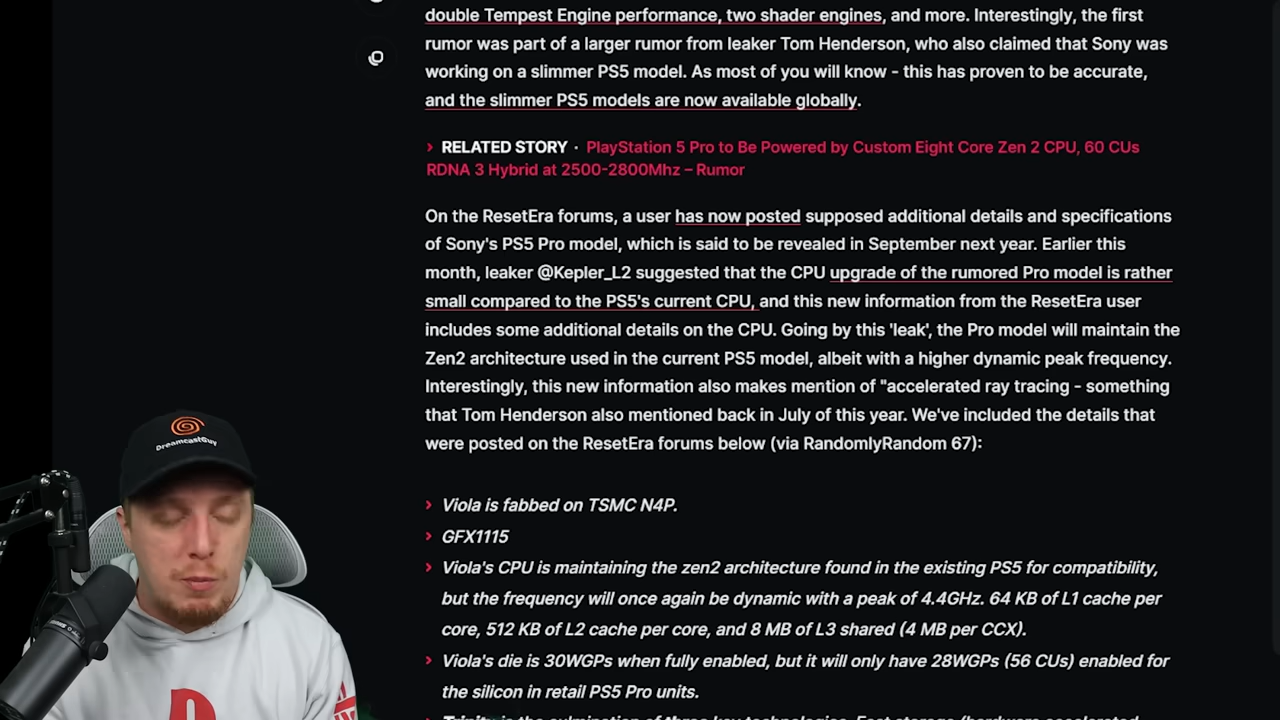 double Tempest Engine performance, two shader engines, and more. Interestingly, the first
rumor was part of a larger rumor from leaker Tom Henderson, who also claimed that Sony was
working on a slimmer PS5 model. As most of you will know - this has proven to be accurate,
and the slimmer PS5 models are now available globally.
RELATED STORY · PlayStation 5 Pro to Be Powered by Custom Eight Core Zen 2 CPU, 60 CUs
RDNA 3 Hybrid at 2500-2800Mhz – Rumor
On the ResetEra forums, a user has now posted supposed additional details and specifications
of Sony's PS5 Pro model, which is said to be revealed in September next year. Earlier this
month, leaker @Kepler_L2 suggested that the CPU upgrade of the rumored Pro model is rather
small compared to the PS5's current CPU, and this new information from the ResetEra user
includes some additional details on the CPU. Going by this 'leak', the Pro model will maintain the
Zen2 architecture used in the current PS5 model, albeit with a higher dynamic peak frequency.
Interestingly, this new information also makes mention of "accelerated ray tracing - something
that Tom Henderson also mentioned back in July of this year. We've included the details that
were posted on the ResetEra forums below (via RandomlyRandom 67):
Viola is fabbed on TSMC N4P.
GFX1115
Viola's CPU is maintaining the zen2 architecture found in the existing PS5 for compatibility,
but the frequency will once again be dynamic with a peak of 4.4GHz. 64 KB of L1 cache per
core, 512 KB of L2 cache per core, and 8 MB of L3 shared (4 MB per CCX).
Viola's die is 30WGPs when fully enabled, but it will only have 28WGPs (56 CUs) enabled for
the silicon in retail PS5 Pro units.
Trinity is the culmination of three key technologies. Fast storage (hardware accelerated
DreamcastGuy